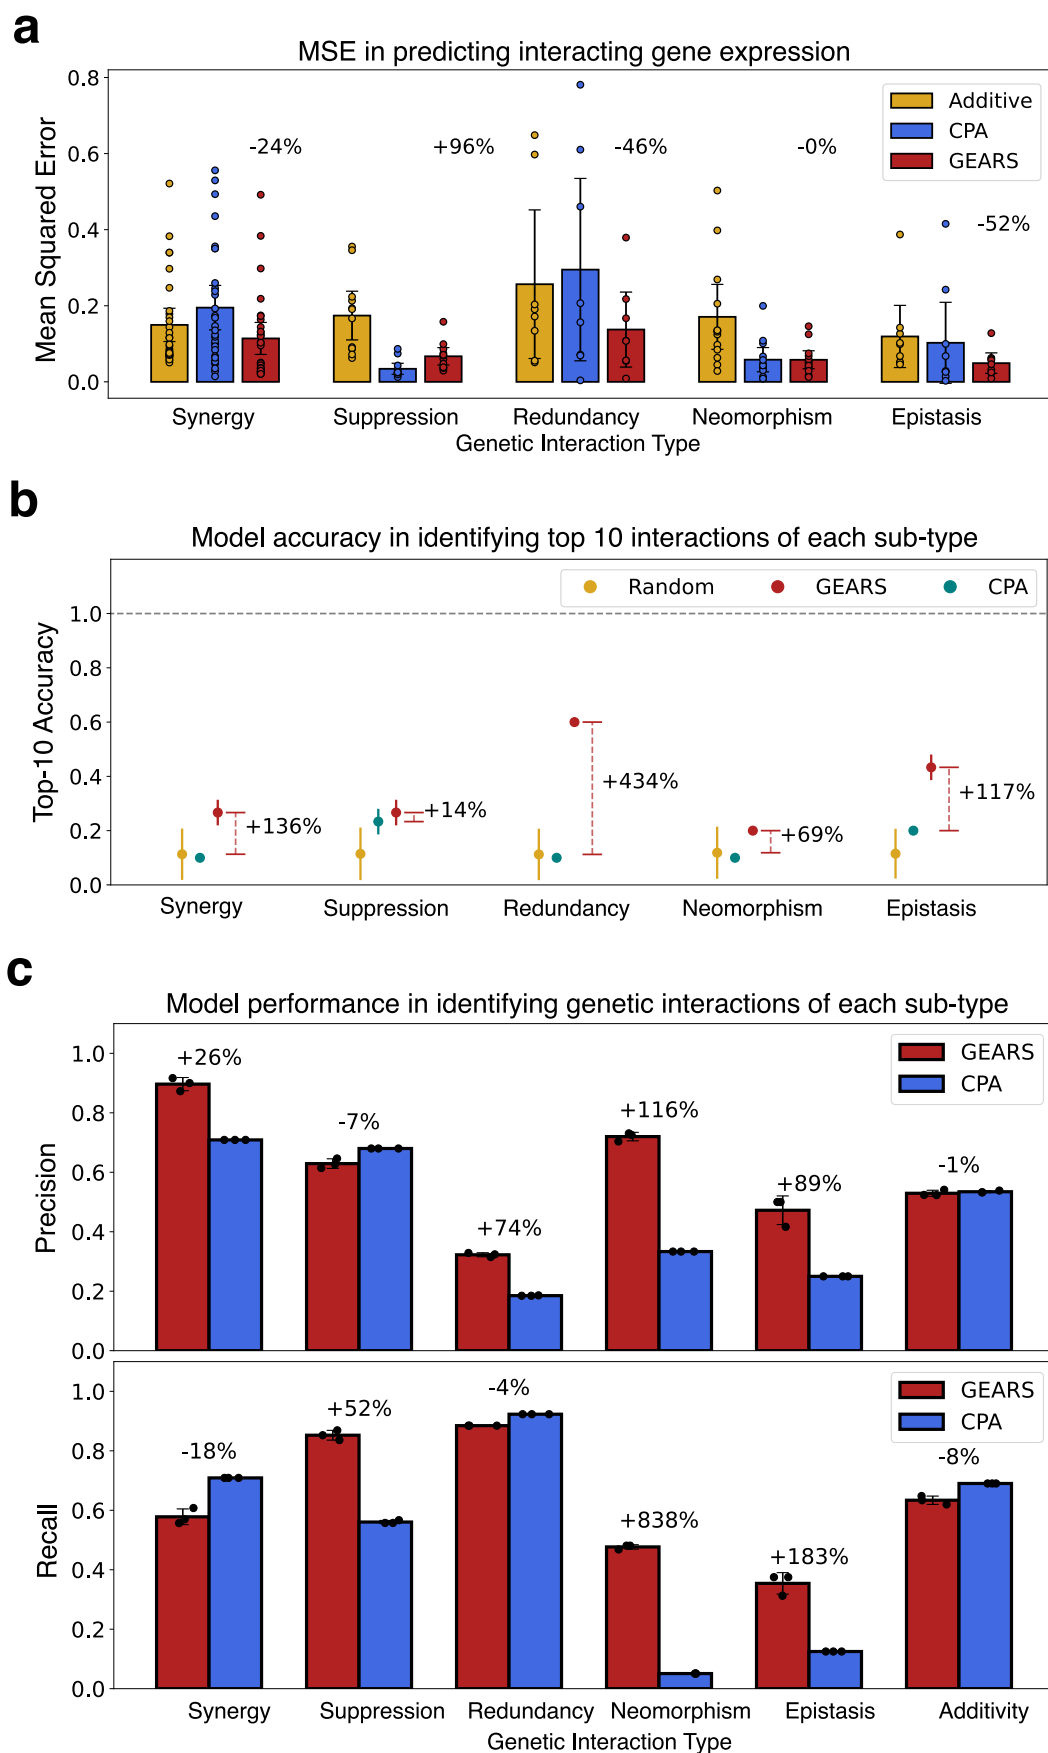 a
MSE in predicting interacting gene expression
Mean Squared Error
0.8
0.6
0.4
0.2
0.0
Additive
CPA
GEARS
-24%
+96%
-46%
-0%
-52%
Synergy
Suppression
Redundancy
Neomorphism
Epistasis
Genetic Interaction Type
b
Model accuracy in identifying top 10 interactions of each sub-type
Top-10 Accuracy
1.0
0.8
0.6
0.4
0.2
0.0
Random
GEARS
CPA
+136%
+14%
+434%
+69%
+117%
Synergy
Suppression
Redundancy
Neomorphism
Epistasis
c
Model performance in identifying genetic interactions of each sub-type
Precision
1.0
0.8
0.6
0.4
0.2
0.0
GEARS
CPA
+26%
-7%
+74%
+116%
+89%
-1%
Recall
1.0
0.8
0.6
0.4
0.2
0.0
GEARS
CPA
-18%
+52%
-4%
+838%
+183%
-8%
Synergy
Suppression
Redundancy
Neomorphism
Epistasis
Additivity
Genetic Interaction Type